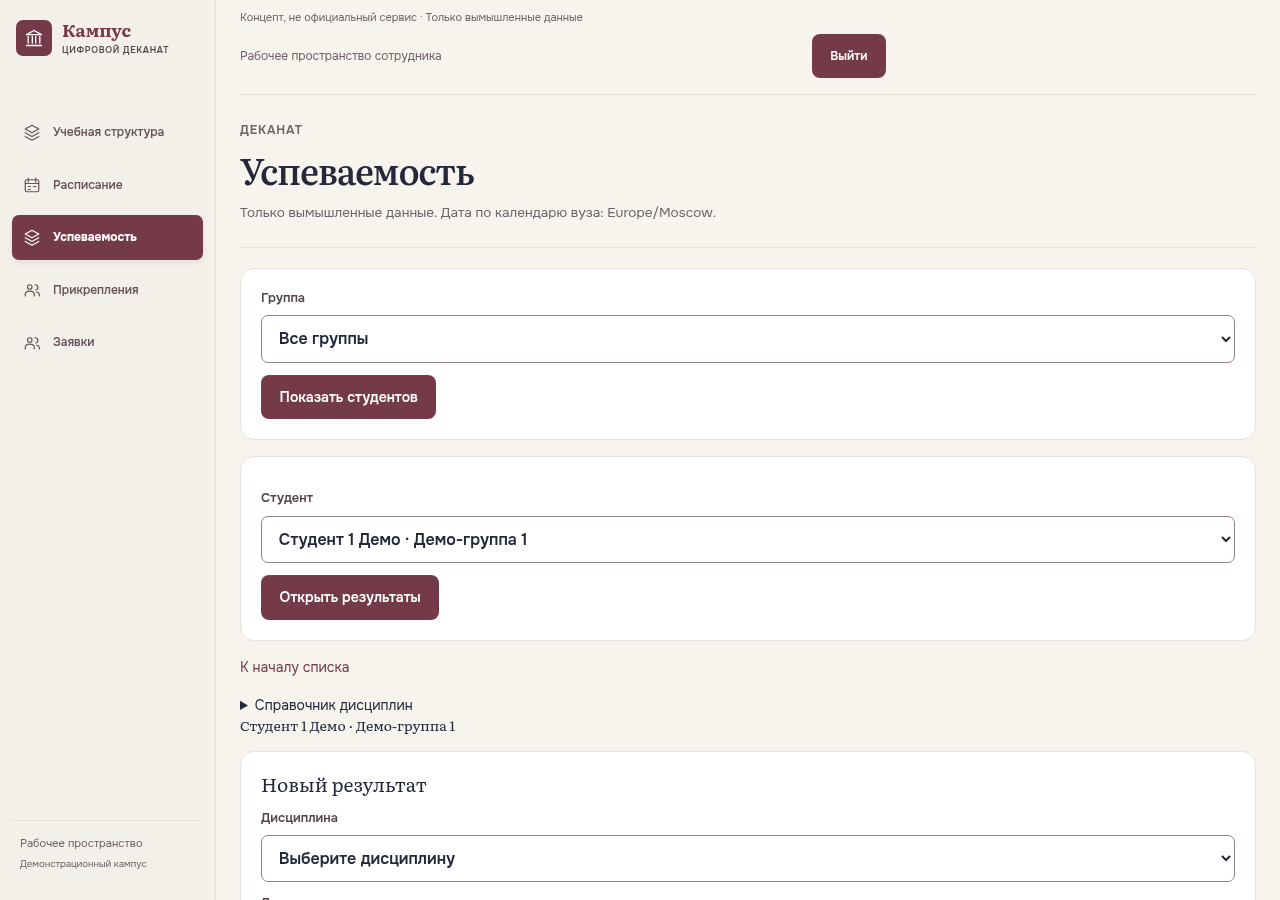 Кампус
ЦИФРОВОЙ ДЕКАНАТ
Учебная структура
Расписание
Успеваемость
Прикрепления
Заявки
Рабочее пространство
Демонстрационный кампус
Концепт, не официальный сервис · Только вымышленные данные
Рабочее пространство сотрудника
Выйти
ДЕКАНАТ
Успеваемость
Только вымышленные данные. Дата по календарю вуза: Europe/Moscow.
Группа
Все группы
Показать студентов
Студент
Студент 1 Демо · Демо-группа 1
Открыть результаты
К началу списка
Справочник дисциплин
Студент 1 Демо · Демо-группа 1
Новый результат
Дисциплина
Выберите дисциплину